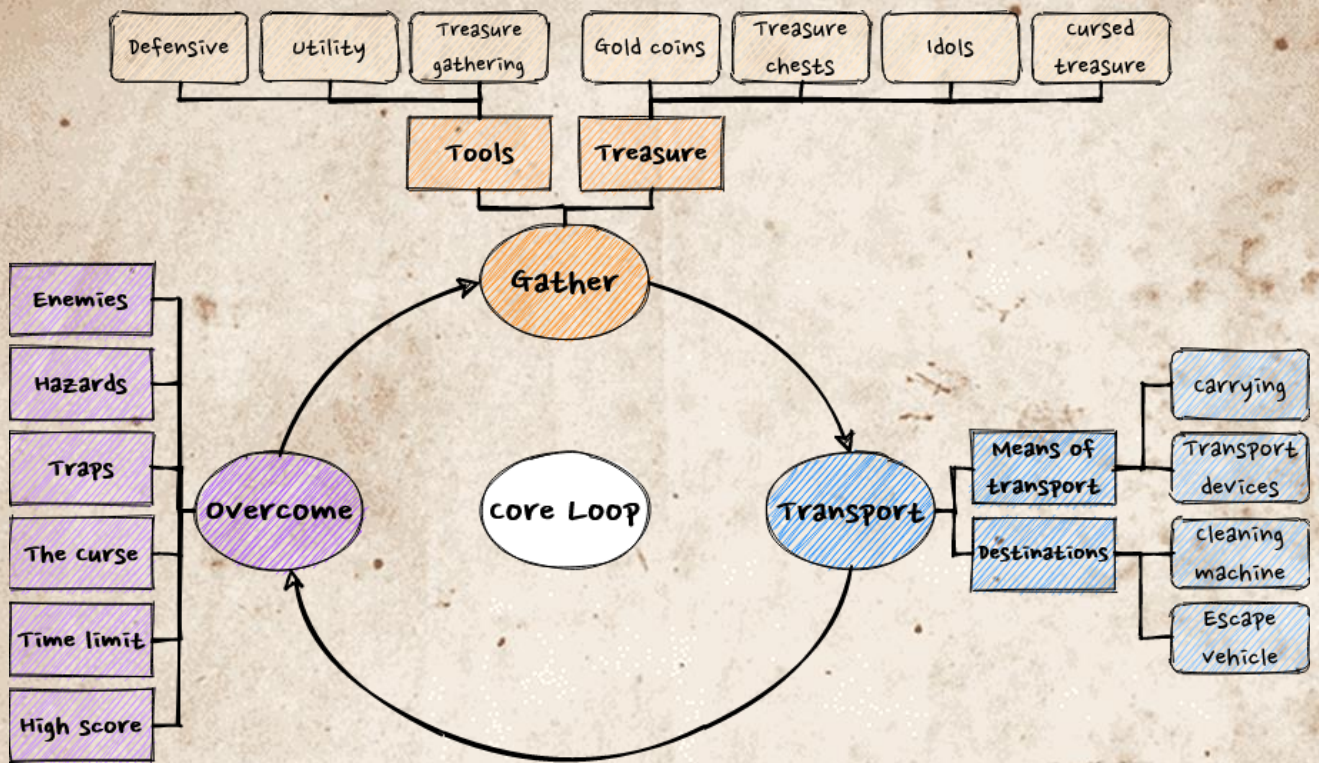 Defensive
Utility
Treasure
gathering
Gold coins
Treasure
chests
Idols
Cursed
treasure
Tools
Treasure
Gather
Enemies
Hazards
Traps
The curse
Time limit
High score
Overcome
Core Loop
Transport
Means of
transport
Destinations
Carrying
Transport
devices
Cleaning
machine
Escape
vehicle